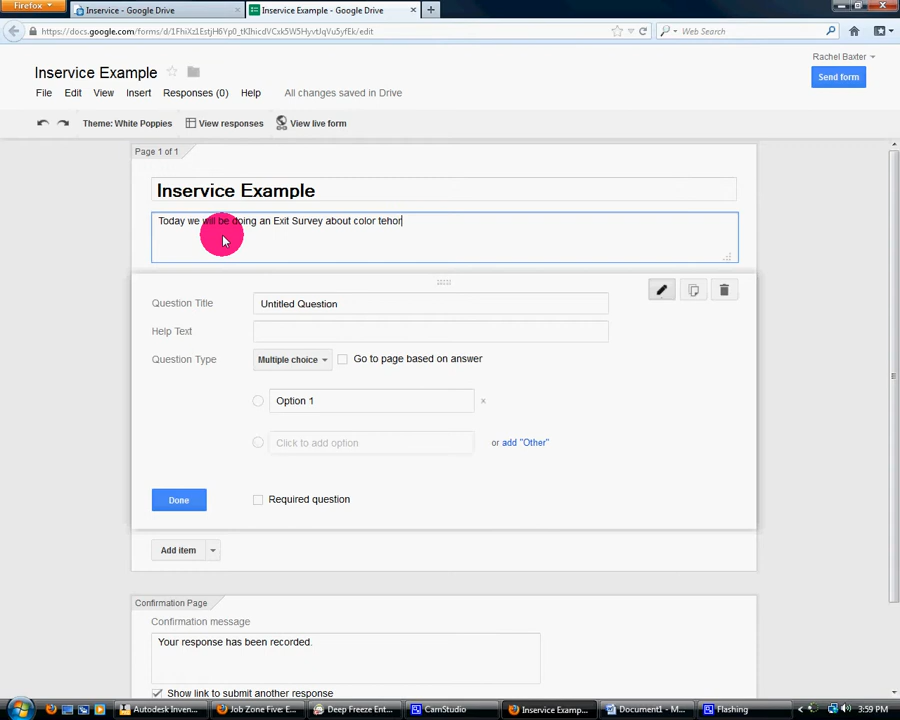 Firefox
Inservice - Google Drive
Inservice Example - Google Drive
https://docs.google.com/forms/d/1FhiXz1EstjH6Yp0_tKlhicdVCxk5W5HyvtJqVu5yfEk/edit
Web Search
Inservice Example
Rachel Baxter
Send form
File Edit View Insert Responses (0) Help All changes saved in Drive
Theme: White Poppies View responses View live form
Page 1 of 1
Inservice Example
Today we will be doing an Exit Survey about color tehor
Question Title Untitled Question
Help Text
Question Type Multiple choice Go to page based on answer
Option 1
Click to add option or add "Other"
Done Required question
Add item
Confirmation Page
Confirmation message
Your response has been recorded.
Show link to submit another response
Autodesk Inven... Job Zone Five: E... Deep Freeze Ent... CamStudio Inservice Examp... Document1 - M... Flashing 3:59 PM